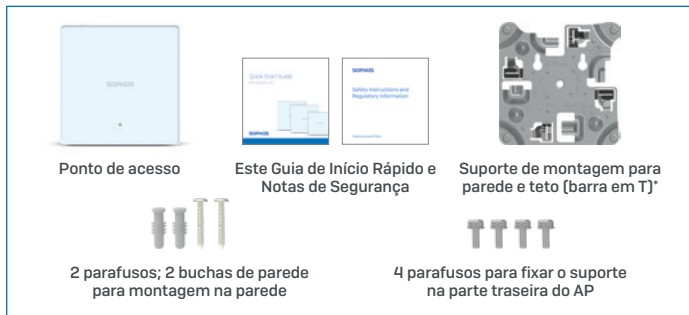 SOPHOS
Quick Start Guide
SOPHOS
SOPHOS
Safety Instructions and
Regulatory Information
Ponto de acesso
Este Guia de Início Rápido e
Notas de Segurança
Suporte de montagem para
parede e teto (barra em T)*
2 parafusos; 2 buchas de parede
para montagem na parede
4 parafusos para fixar o suporte
na parte traseira do AP